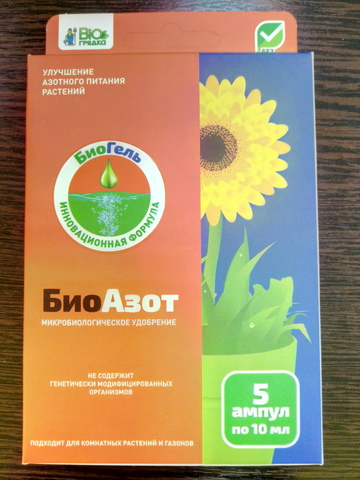 Bio
грядка
БЕЗ
УЛУЧШЕНИЕ
АЗОТНОГО ПИТАНИЯ
РАСТЕНИЙ
БиоГель
ИННОВАЦИОННАЯ ФОРМУЛА
БиоАзот
МИКРОБИОЛОГИЧЕСКОЕ УДОБРЕНИЕ
НЕ СОДЕРЖИТ
ГЕНЕТИЧЕСКИ МОДИФИЦИРОВАННЫХ
ОРГАНИЗМОВ
5
ампул
по 10 мл
ПОДХОДИТ ДЛЯ КОМНАТНЫХ РАСТЕНИЙ И ГАЗОНОВ